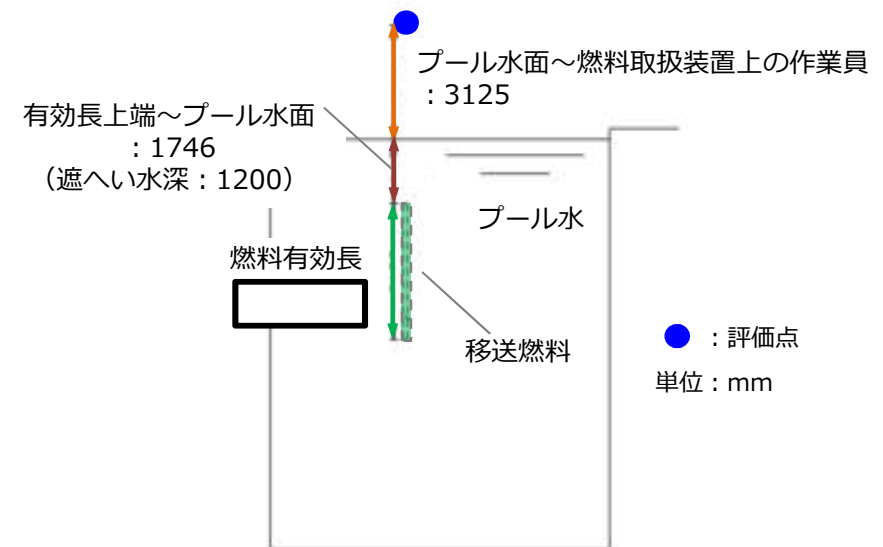 プール水面～燃料取扱装置上の作業員
：3125
有効長上端～プール水面
：1746
（遮へい水深：1200）
プール水
燃料有効長
移送燃料
：評価点
単位：mm